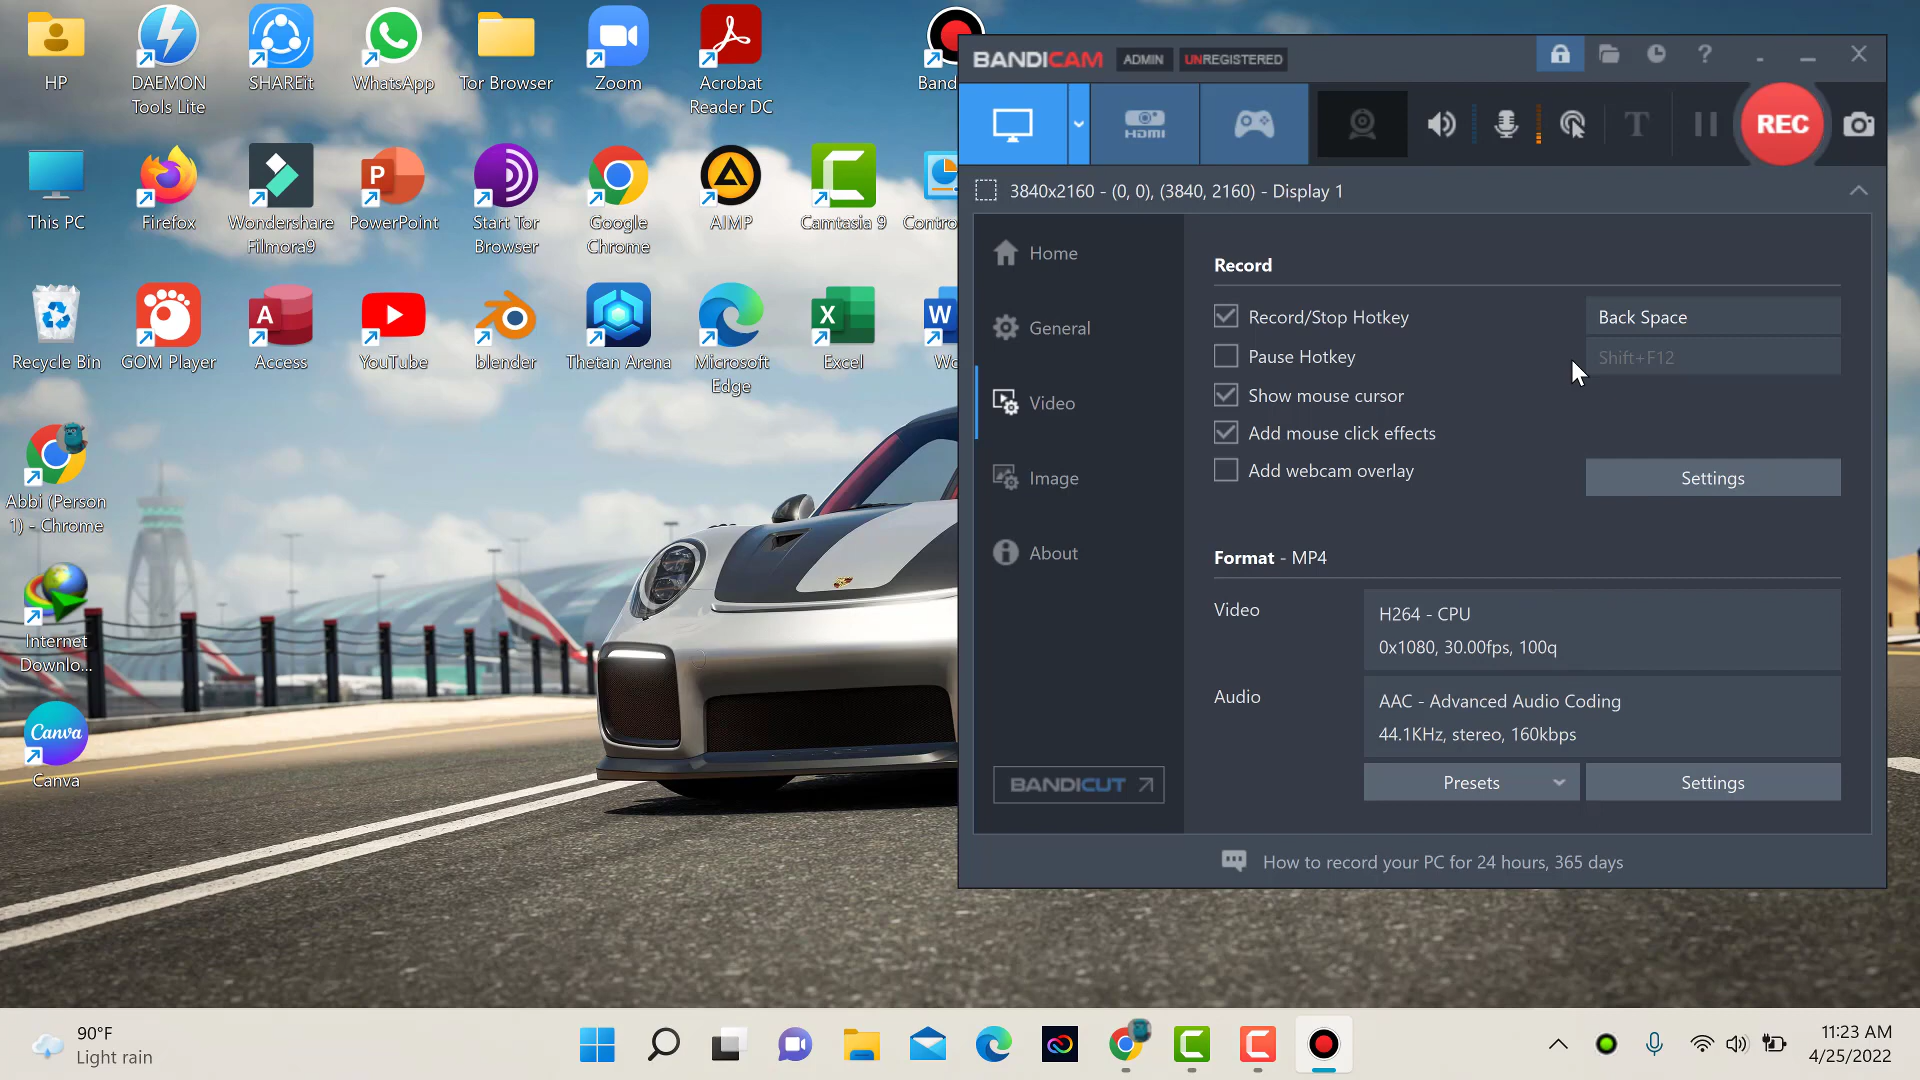 HP
DAEMON
Tools Lite
SHAREit
WhatsApp
Tor Browser
Zoom
Acrobat
Reader DC
This PC
Firefox
Wondershare
Filmora9
PowerPoint
Start Tor
Browser
Google
Chrome
AIMP
Camtasia 9
Recycle Bin
GOM Player
Access
YouTube
blender
Thetan Arena
Microsoft
Edge
Excel
Abbi (Person
1) - Chrome
Internet
Downlo...
Canva
Canva
BANDICAM ADMIN UNREGISTERED
HDMI
T
REC
3840x2160 - (0, 0), (3840, 2160) - Display 1
Home
General
Video
Image
About
BANDICUT
Record
Record/Stop Hotkey
Back Space
Pause Hotkey
Shift+F12
Show mouse cursor
Add mouse click effects
Add webcam overlay
Settings
Format - MP4
Video
H264 - CPU
0x1080, 30.00fps, 100q
Audio
AAC - Advanced Audio Coding
44.1KHz, stereo, 160kbps
Presets
Settings
How to record your PC for 24 hours, 365 days
90°F
Light rain
11:23 AM
4/25/2022